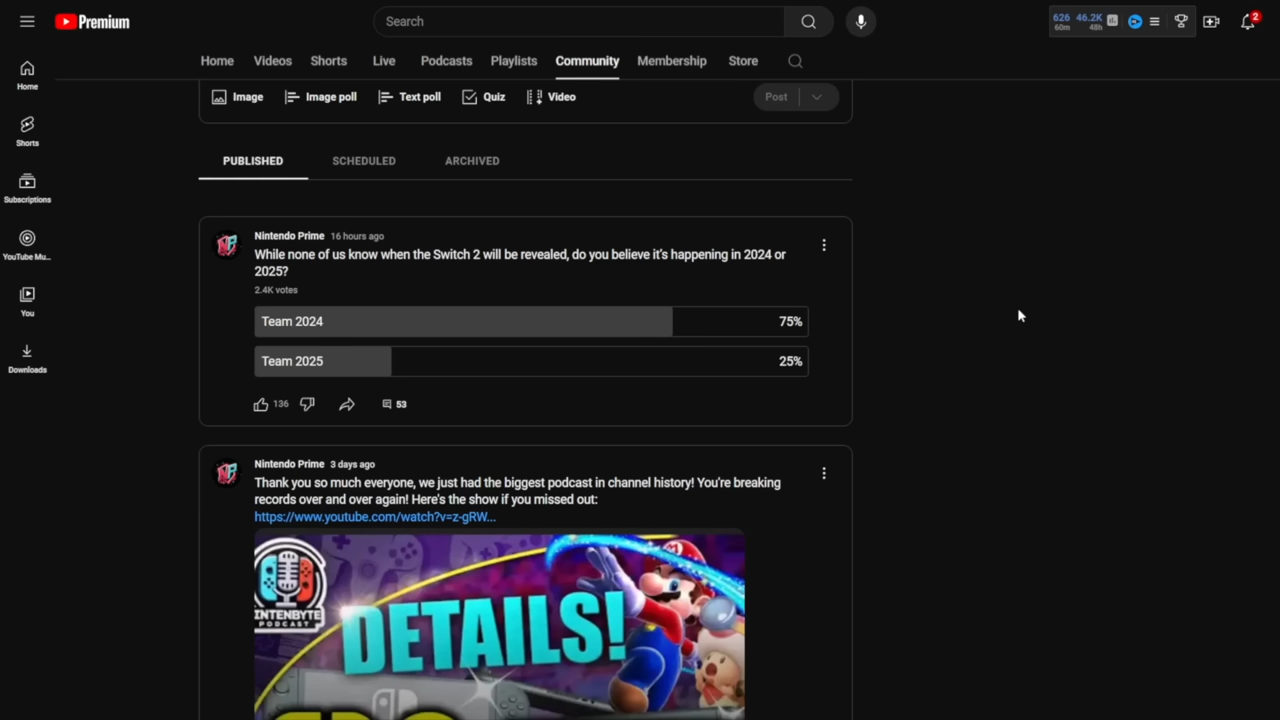 Premium
Search
626 46.2K
60m 48h
2
Home Videos Shorts Live Podcasts Playlists Community Membership Store
Home
Shorts
Subscriptions
YouTube Mu...
You
Downloads
Image Image poll Text poll Quiz Video Post
PUBLISHED SCHEDULED ARCHIVED
Nintendo Prime 16 hours ago
While none of us know when the Switch 2 will be revealed, do you believe it's happening in 2024 or
2025?
2.4K votes
Team 2024 75%
Team 2025 25%
136 53
Nintendo Prime 3 days ago
Thank you so much everyone, we just had the biggest podcast in channel history! You're breaking
records over and over again! Here's the show if you missed out:
https://www.youtube.com/watch?v=z-gRW...
NINTENBYTE
PODCAST
DETAILS!